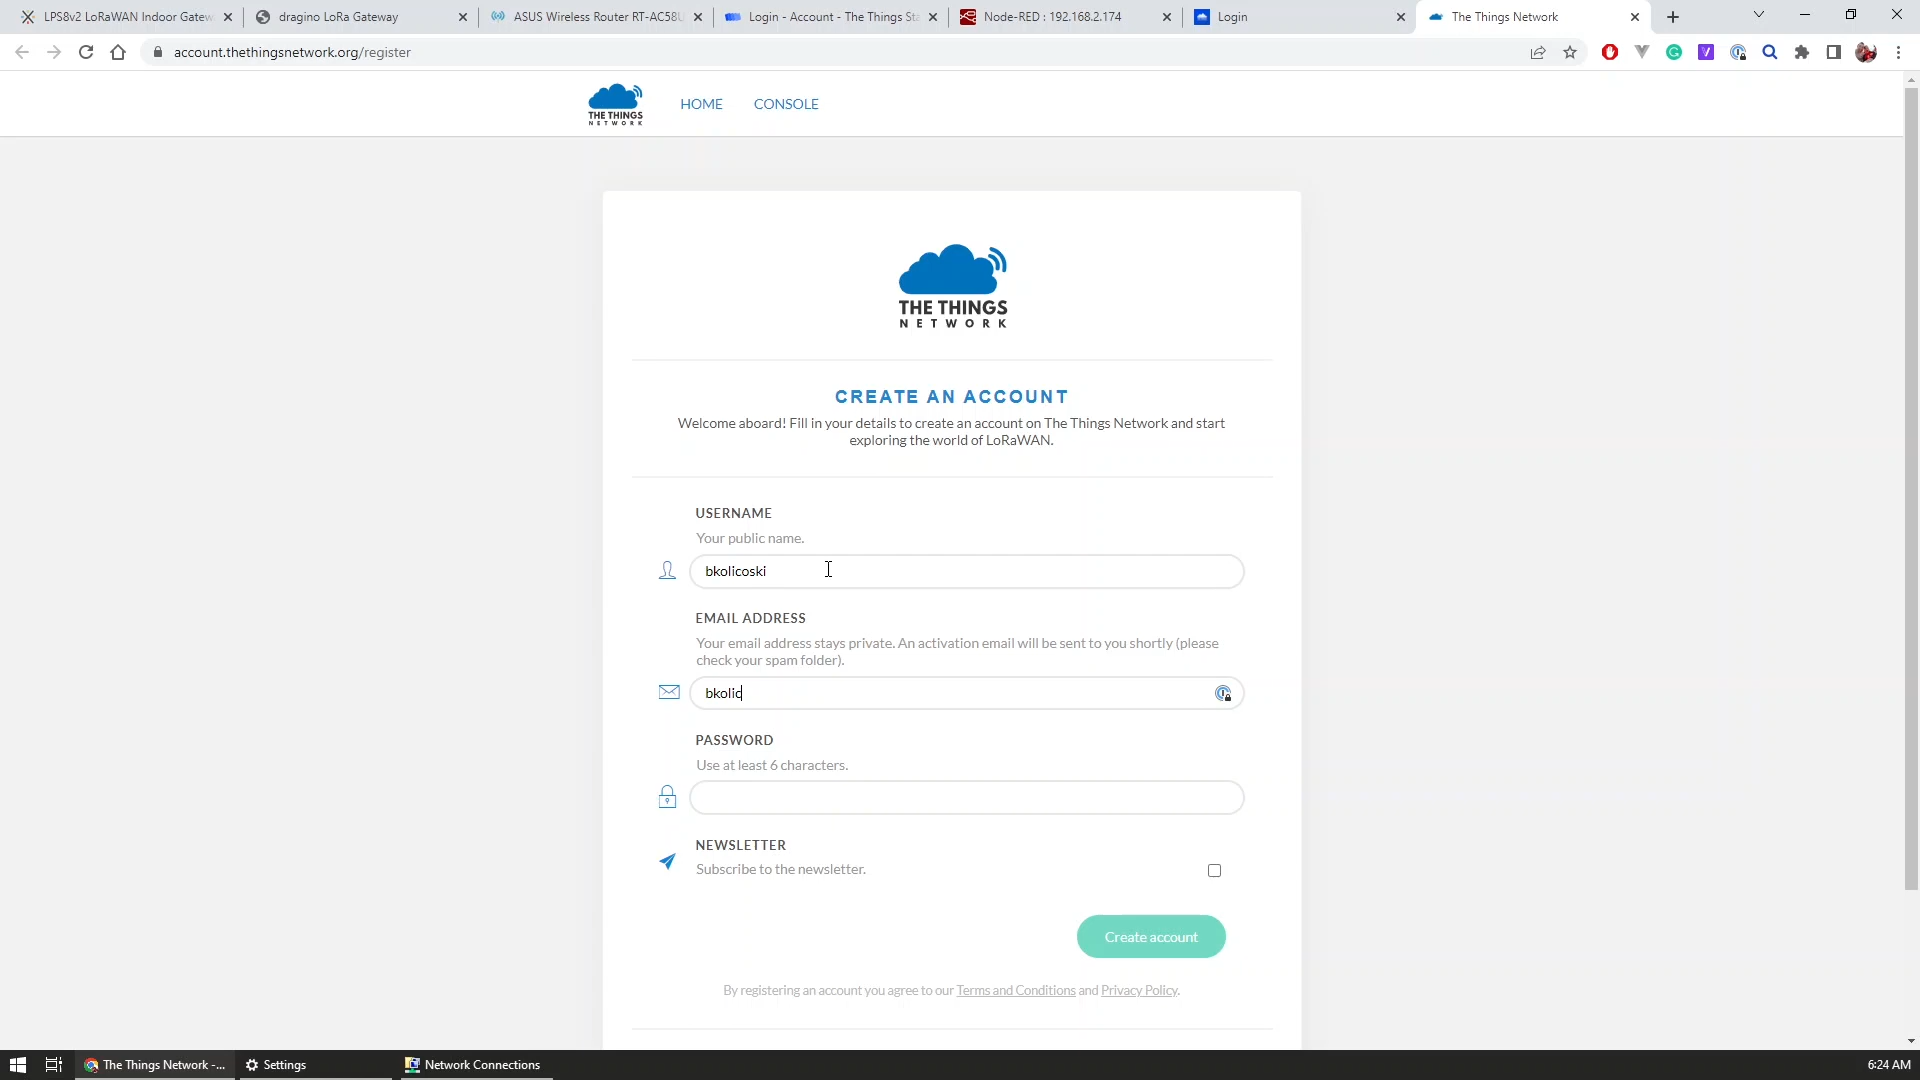 LPS8v2 LoRaWAN Indoor Gatew
dragino LoRa Gateway
ASUS Wireless Router RT-AC58U
Login - Account - The Things Sta
Node-RED : 192.168.2.174
Login
The Things Network
account.thethingsnetwork.org/register
THE THINGS
NETWORK
HOME
CONSOLE
THE THINGS
NETWORK
CREATE AN ACCOUNT
Welcome aboard! Fill in your details to create an account on The Things Network and start
exploring the world of LoRaWAN.
USERNAME
Your public name.
bkolicoski
EMAIL ADDRESS
Your email address stays private. An activation email will be sent to you shortly (please
check your spam folder).
bkolic
PASSWORD
Use at least 6 characters.
NEWSLETTER
Subscribe to the newsletter.
Create account
By registering an account you agree to our Terms and Conditions and Privacy Policy.
The Things Network -...
Settings
Network Connections
6:24 AM